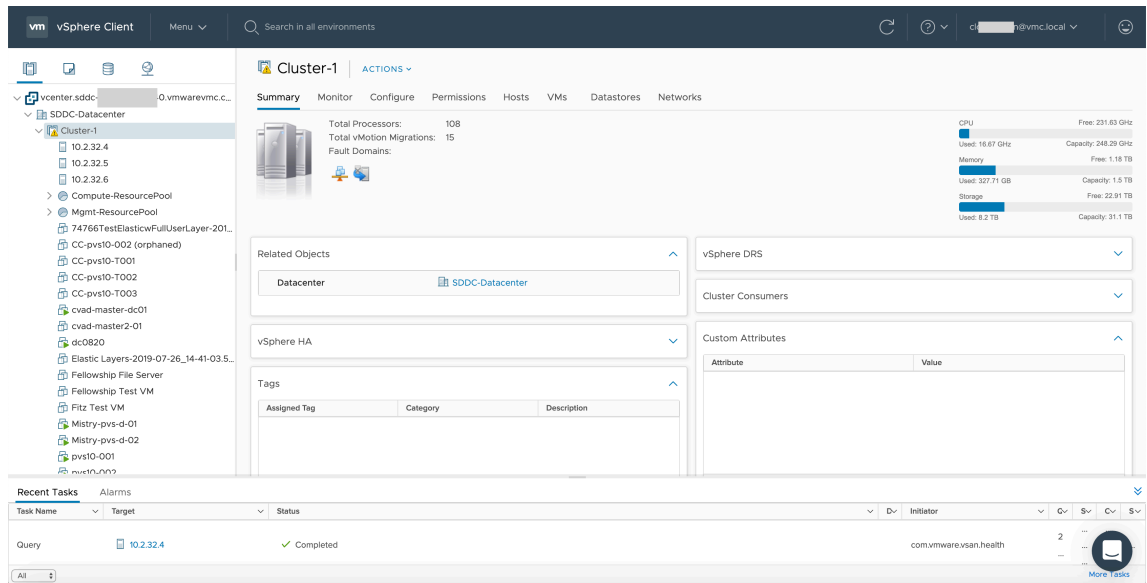 vm vSphere Client Menu Search in all environments cl n@vmc.local
vcenter.sddc- 0.vmwarevmc.c...
SDDC-Datacenter
Cluster-1
10.2.32.4
10.2.32.5
10.2.32.6
Compute-ResourcePool
Mgmt-ResourcePool
74766TestElasticwFullUserLayer-201...
CC-pvs10-002 (orphaned)
CC-pvs10-T001
CC-pvs10-T002
CC-pvs10-T003
cvad-master-dc01
cvad-master2-01
dc0820
Elastic Layers-2019-07-26_14-41-03.5...
Fellowship File Server
Fellowship Test VM
Fitz Test VM
Mistry-pvs-d-01
Mistry-pvs-d-02
pvs10-001
pvs10-002
Cluster-1 ACTIONS
Summary Monitor Configure Permissions Hosts VMs Datastores Networks
Total Processors: 108
Total vMotion Migrations: 15
Fault Domains:
CPU Free: 231.63 GHz
Used: 16.67 GHz Capacity: 248.29 GHz
Memory Free: 1.18 TB
Used: 327.71 GB Capacity: 1.5 TB
Storage Free: 22.91 TB
Used: 8.2 TB Capacity: 31.1 TB
Related Objects
Datacenter SDDC-Datacenter
vSphere HA
Tags
Assigned Tag Category Description
vSphere DRS
Cluster Consumers
Custom Attributes
Attribute Value
Recent Tasks Alarms
Task Name Target Status D Initiator Q S C S
Query 10.2.32.4 Completed com.vmware.vsan.health 2 ...
All More Tasks